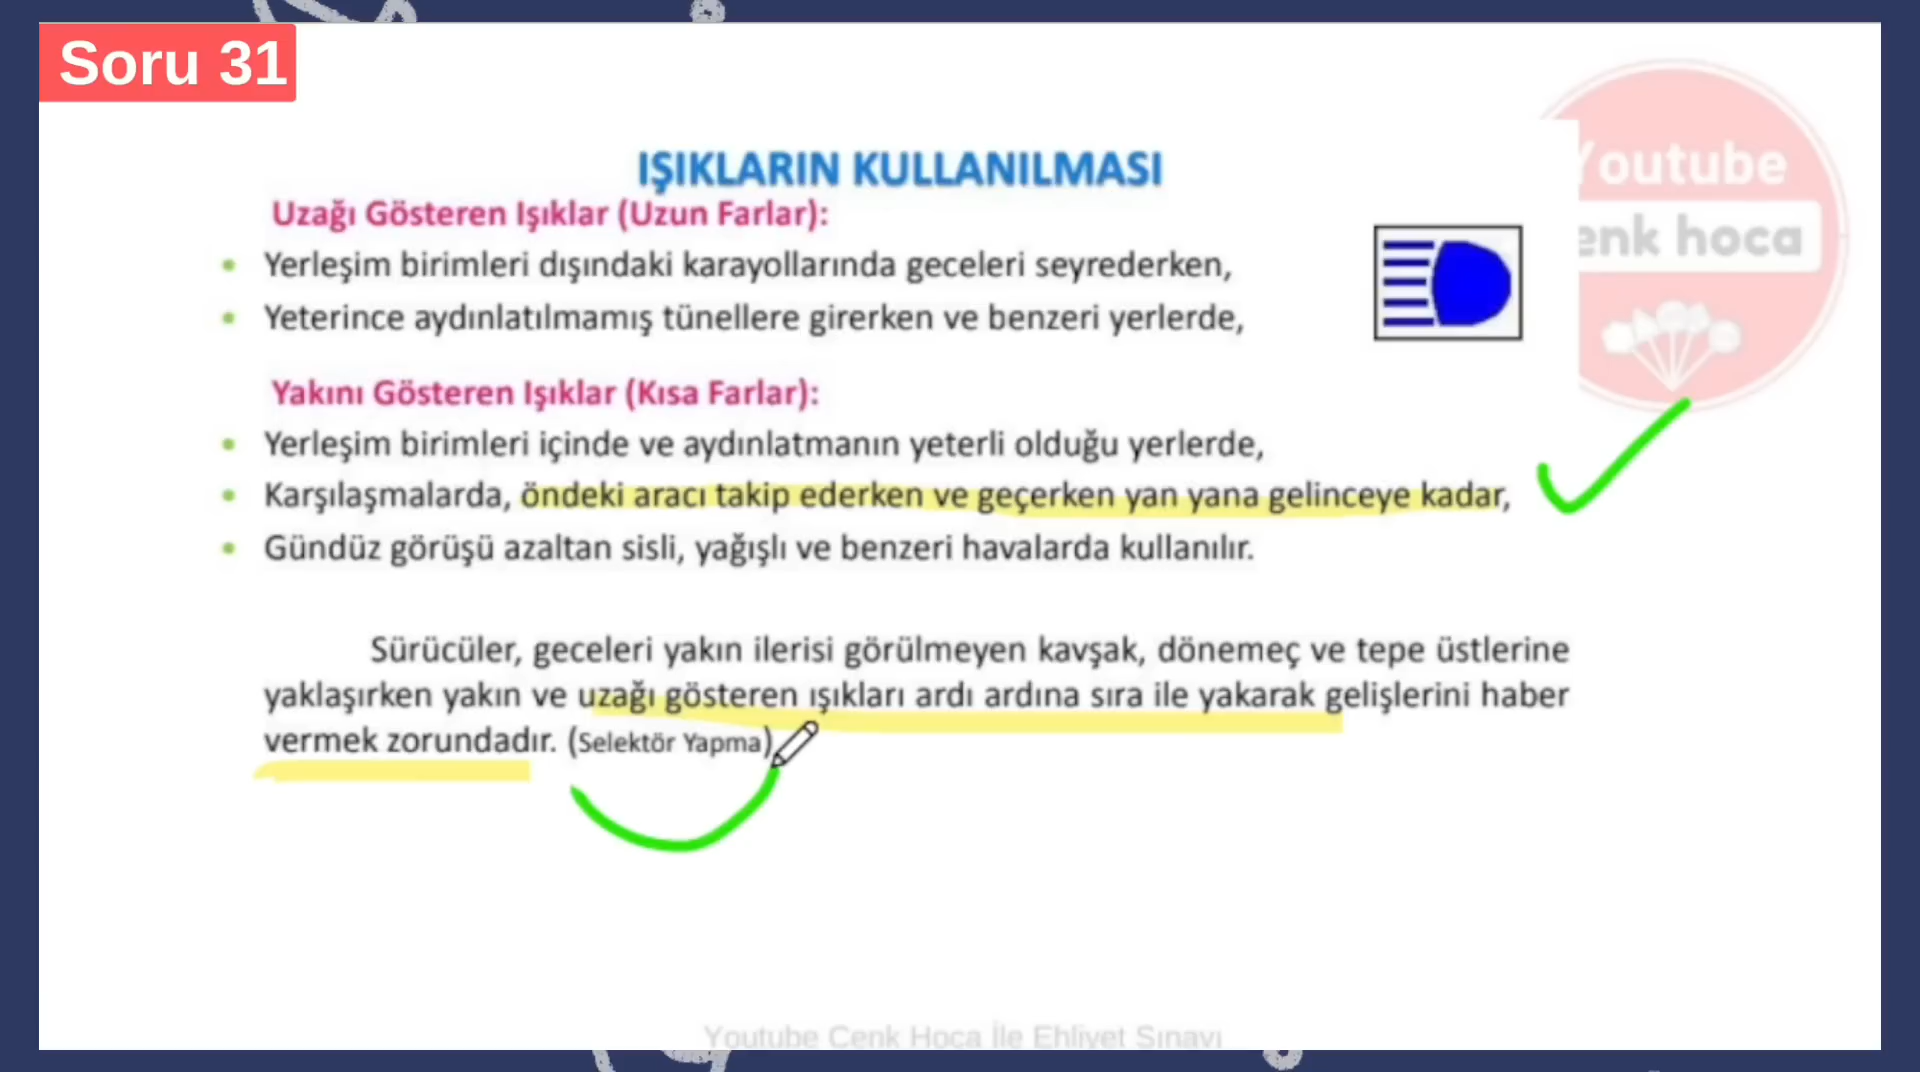 Soru 31
IŞIKLARIN KULLANILMASI
Youtube
enk hoca
Uzağı Gösteren Işıklar (Uzun Farlar):
Yerleşim birimleri dışındaki karayollarında geceleri seyrederken,
Yeterince aydınlatılmamış tünellere girerken ve benzeri yerlerde,
Yakını Gösteren Işıklar (Kısa Farlar):
Yerleşim birimleri içinde ve aydınlatmanın yeterli olduğu yerlerde,
Karşılaşmalarda, öndeki aracı takip ederken ve geçerken yan yana gelinceye kadar,
Gündüz görüşü azaltan sisli, yağışlı ve benzeri havalarda kullanılır.
Sürücüler, geceleri yakın ilerisi görülmeyen kavşak, dönemeç ve tepe üstlerine
yaklaşırken yakın ve uzağı gösteren ışıkları ardı ardına sıra ile yakarak gelişlerini haber
vermek zorundadır. (Selektör Yapma)
Youtube Cenk Hoca İle Ehliyet Sınavı